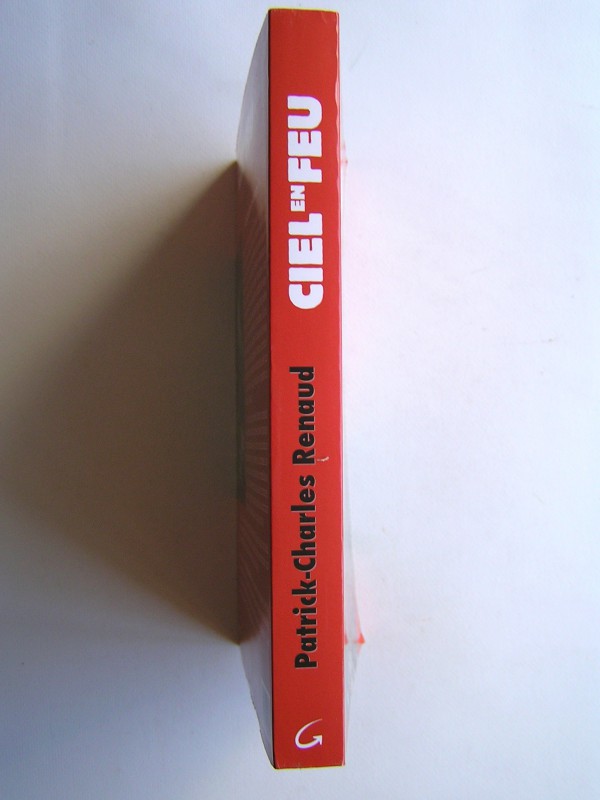 Patrick-Charles Renaud
CIEL EN FEU